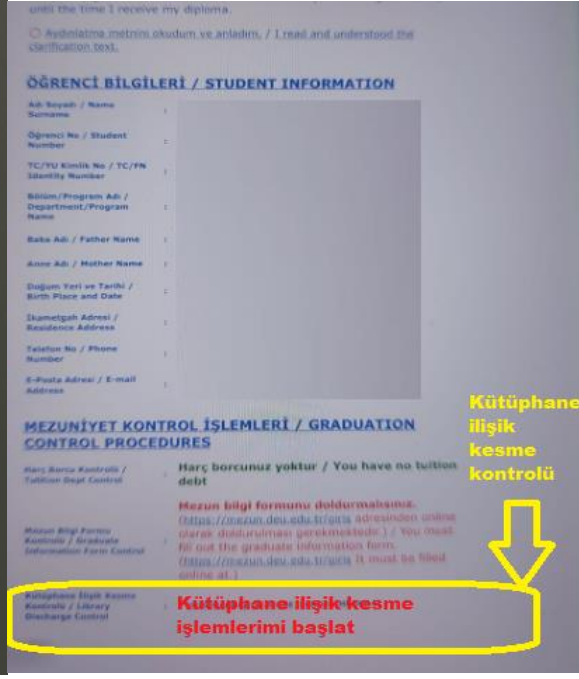 until the time I receive my diploma.
Aydınlatma metnini okudum ve anladım. / I read and understood the
clarification text.
ÖĞRENCİ BİLGİLERİ / STUDENT INFORMATION
Adı Soyadı / Name
Surname :
Öğrenci No / Student
Number :
TC/YU Kimlik No / TC/FN
Identity Number :
Bölüm/Program Adı /
Department/Program
Name :
Baba Adı / Father Name :
Anne Adı / Mother Name :
Doğum Yeri ve Tarihi /
Birth Place and Date :
İkametgah Adresi /
Residence Address :
Telefon No / Phone
Number :
E-Posta Adresi / E-mail
Address :
MEZUNİYET KONTROL İŞLEMLERİ / GRADUATION
CONTROL PROCEDURES
Kütüphane
ilişik
kesme
kontrolü
Harç Borcu Kontrolü /
Tutition Dept Control :
Harç borcunuz yoktur / You have no tuition
debt
Mezun Bilgi Formu
Kontrolü / Graduate
Information Form Control :
Mezun bilgi formunu doldurmalısınız.
(https://mezun.deu.edu.tr/giris adresinden online
olarak doldurulması gerekmektedir.) / You must
fill out the graduate information form.
(https://mezun.deu.edu.tr/giris It must be filled
online at.)
Kütüphane İlişik Kesme
Kontrolü / Library
Discharge Control :
Kütüphane ilişik kesme
işlemlerimi başlat